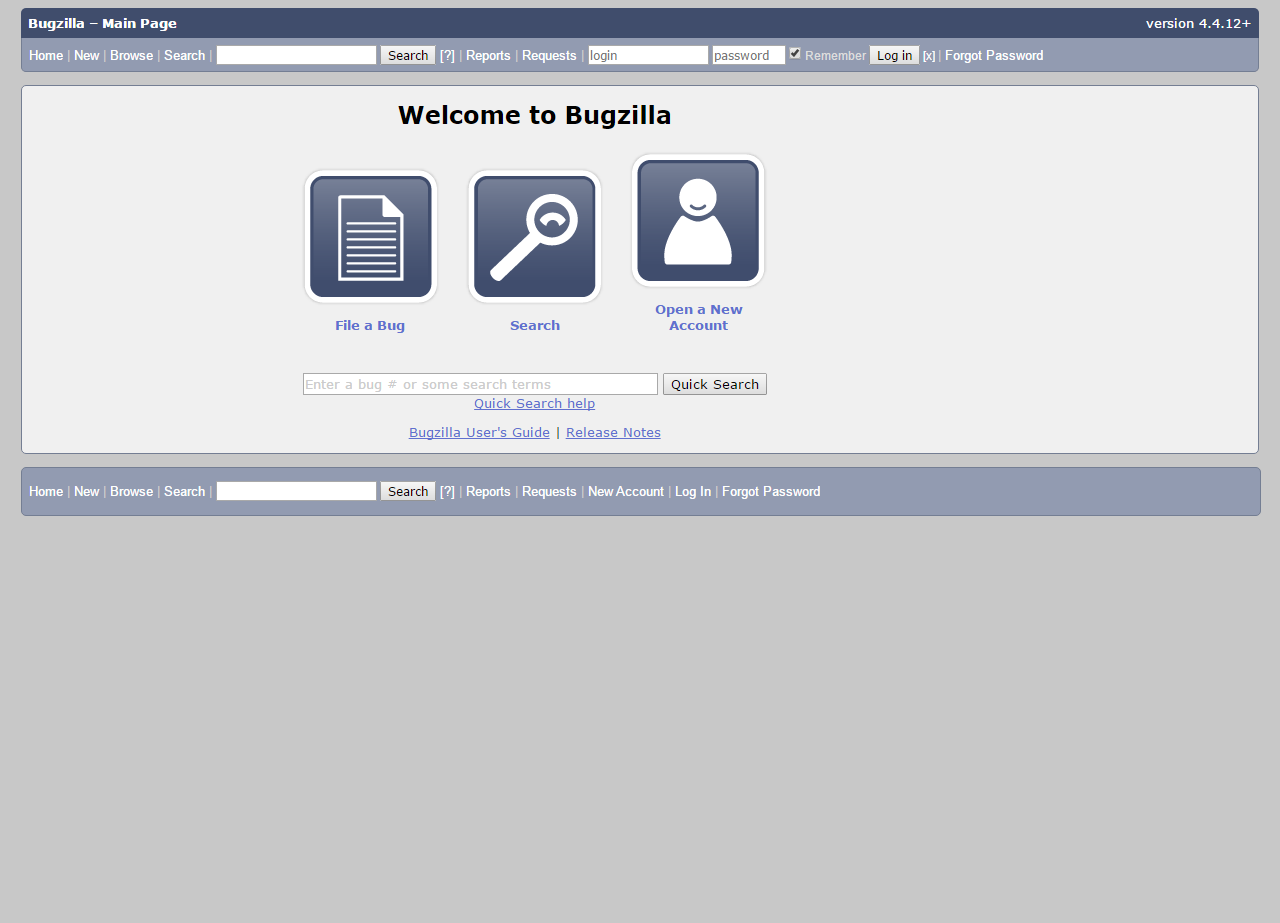 Bugzilla – Main Page version 4.4.12+
Home | New | Browse | Search | Search [?] | Reports | Requests | login password Remember Log in [x] | Forgot Password
Welcome to Bugzilla
File a Bug
Search
Open a New
Account
Enter a bug # or some search terms Quick Search
Quick Search help
Bugzilla User's Guide | Release Notes
Home | New | Browse | Search | Search [?] | Reports | Requests | New Account | Log In | Forgot Password